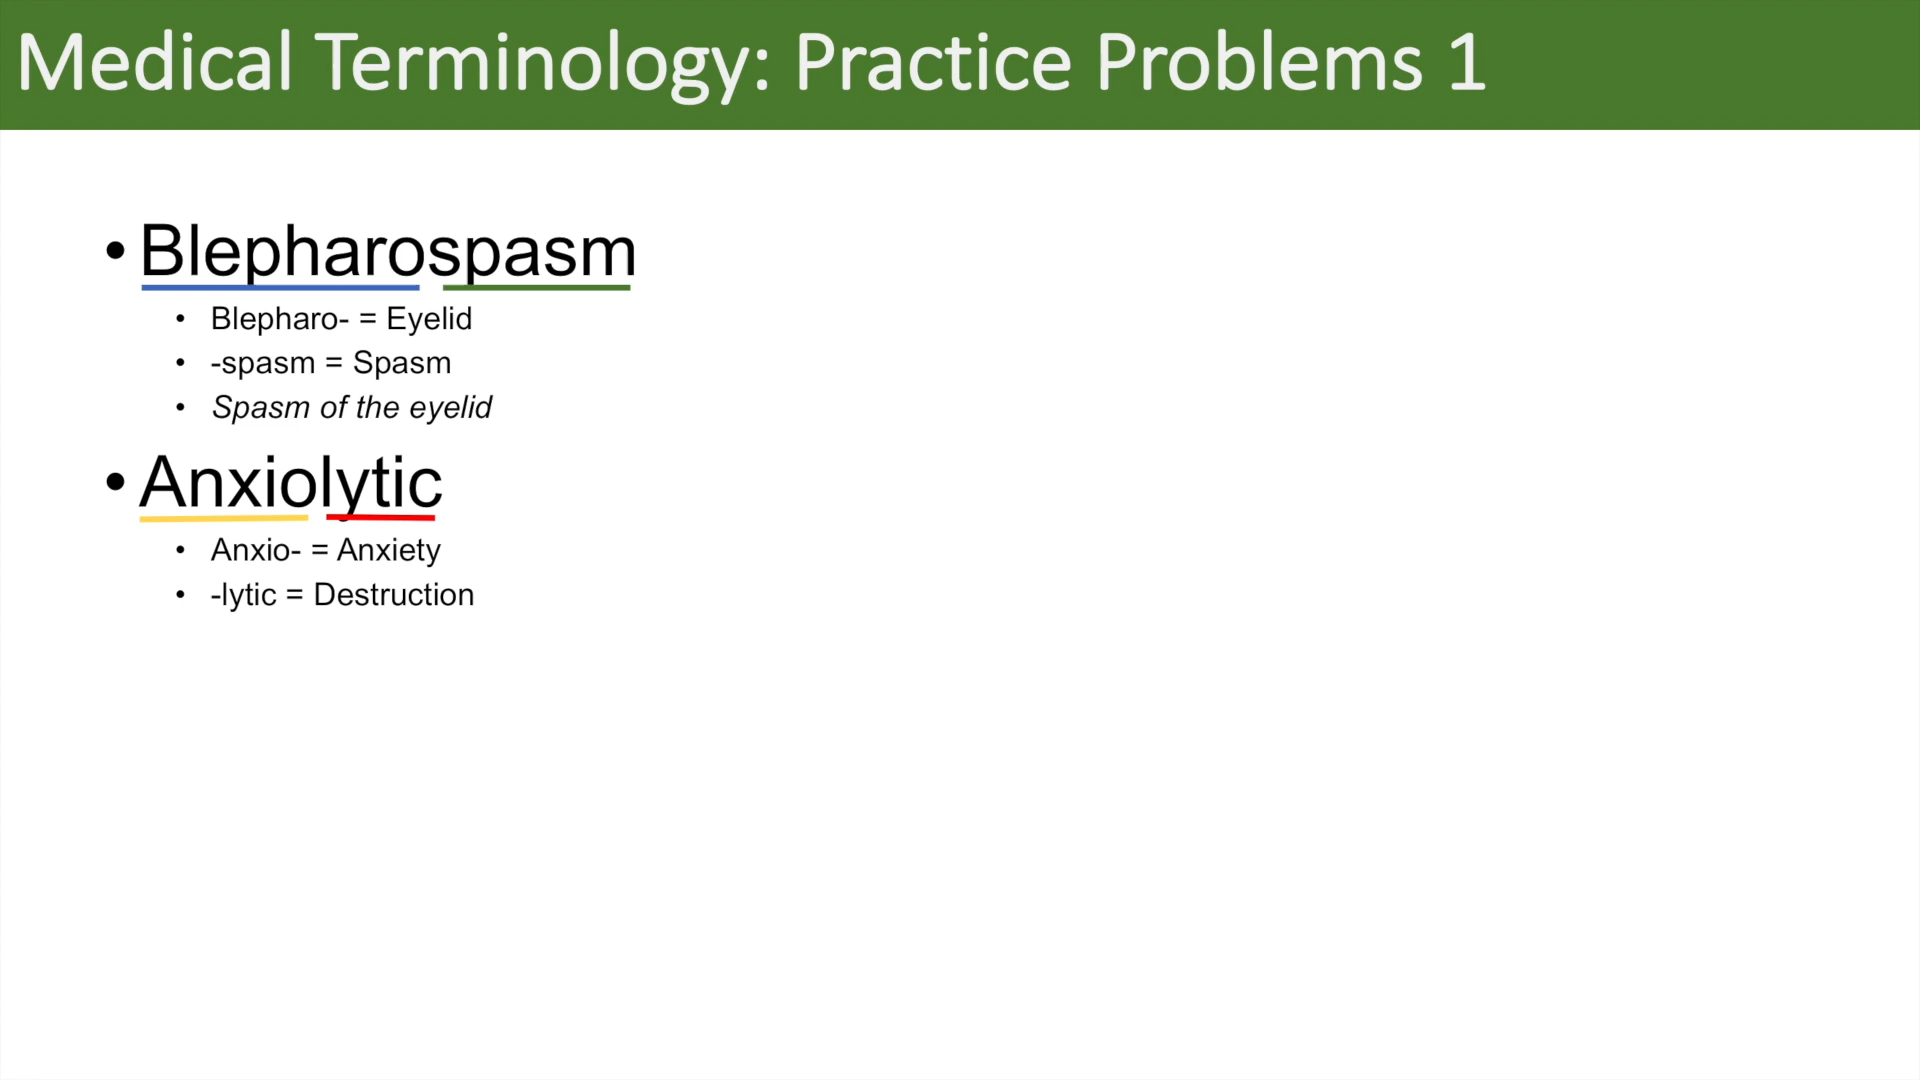 Medical Terminology: Practice Problems 1
• Blepharospasm
• Blepharo- = Eyelid
• -spasm = Spasm
• Spasm of the eyelid
• Anxiolytic
• Anxio- = Anxiety
• -lytic = Destruction